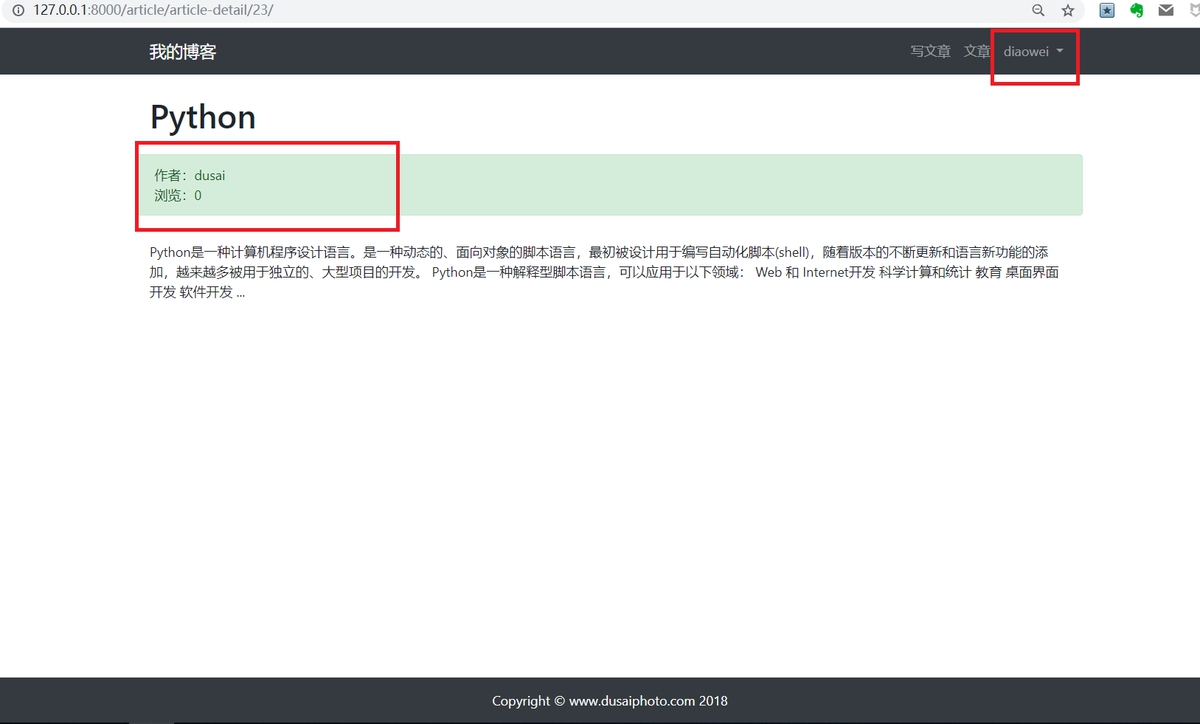 127.0.0.1:8000/article/article-detail/23/
我的博客 写文章 文章 diaowei
Python
作者：dusai
浏览：0
Python是一种计算机程序设计语言。是一种动态的、面向对象的脚本语言，最初被设计用于编写自动化脚本(shell)，随着版本的不断更新和语言新功能的添
加，越来越多被用于独立的、大型项目的开发。 Python是一种解释型脚本语言，可以应用于以下领域： Web 和 Internet开发 科学计算和统计 教育 桌面界面
开发 软件开发 ...
Copyright © www.dusaiphoto.com 2018